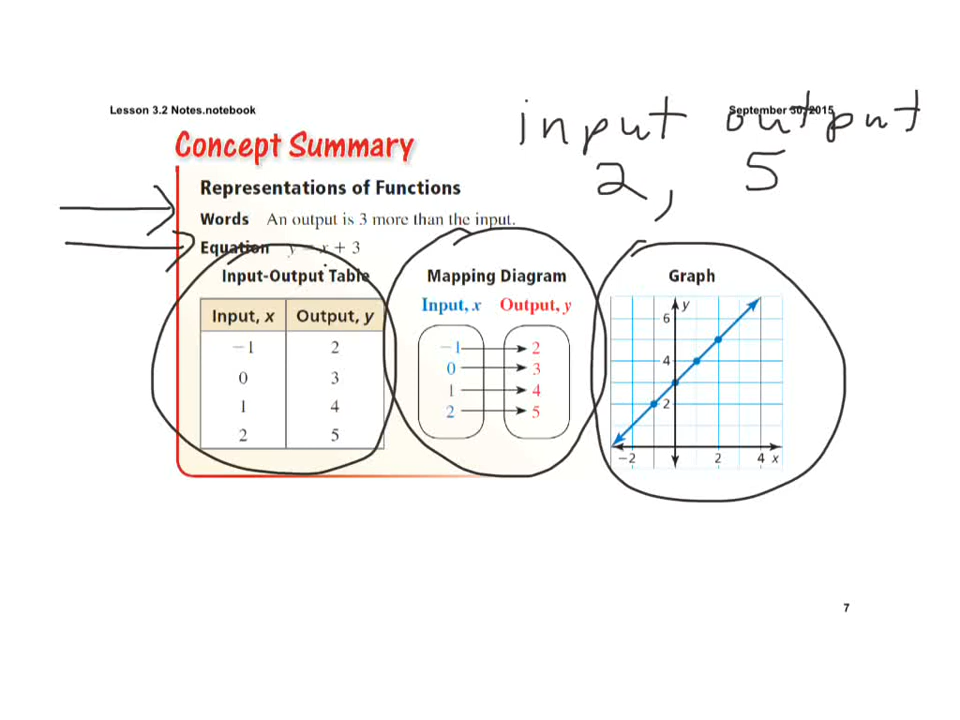 Lesson 3.2 Notes.notebook
September 30, 2015
input output
2, 5
Concept Summary
Representations of Functions
Words An output is 3 more than the input.
Equation y = x + 3
Input-Output Table
Input, x Output, y
−1 2
0 3
1 4
2 5
Mapping Diagram
Input, x Output, y
−1 2
0 3
1 4
2 5
Graph
y
6
4
2
−2 2 4 x
7